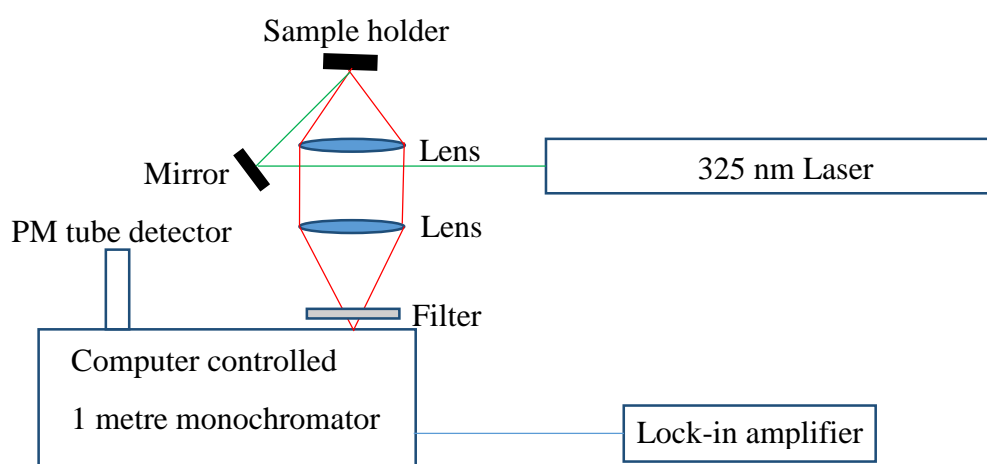 Sample holder
Lens
Mirror
325 nm Laser
Lens
PM tube detector
Filter
Computer controlled
1 metre monochromator
Lock-in amplifier